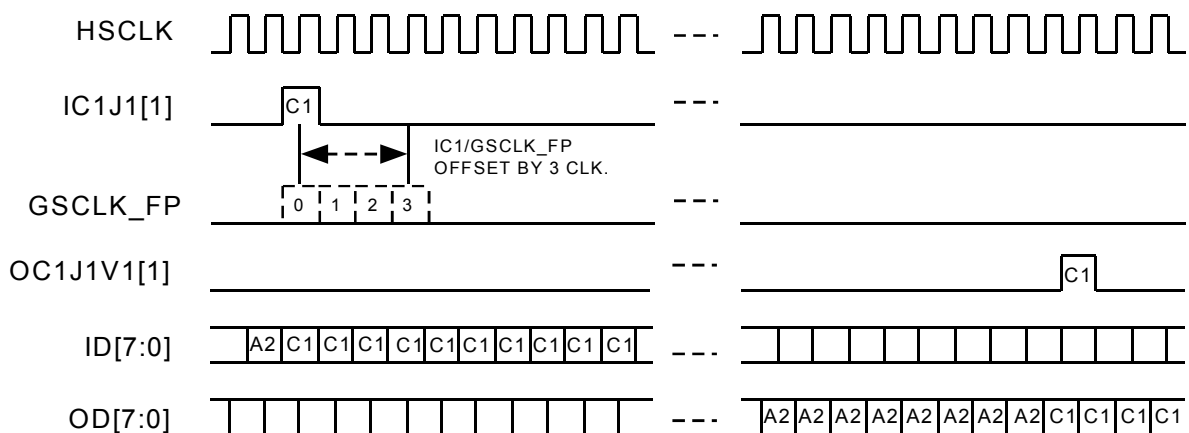 HSCLK
IC1J1[1]
C1
IC1/GSCLK_FP
OFFSET BY 3 CLK.
GSCLK_FP
0 1 2 3
OC1J1V1[1]
C1
ID[7:0]
A2 C1 C1 C1 C1 C1 C1 C1 C1 C1 C1
OD[7:0]
A2 A2 A2 A2 A2 A2 A2 A2 C1 C1 C1 C1